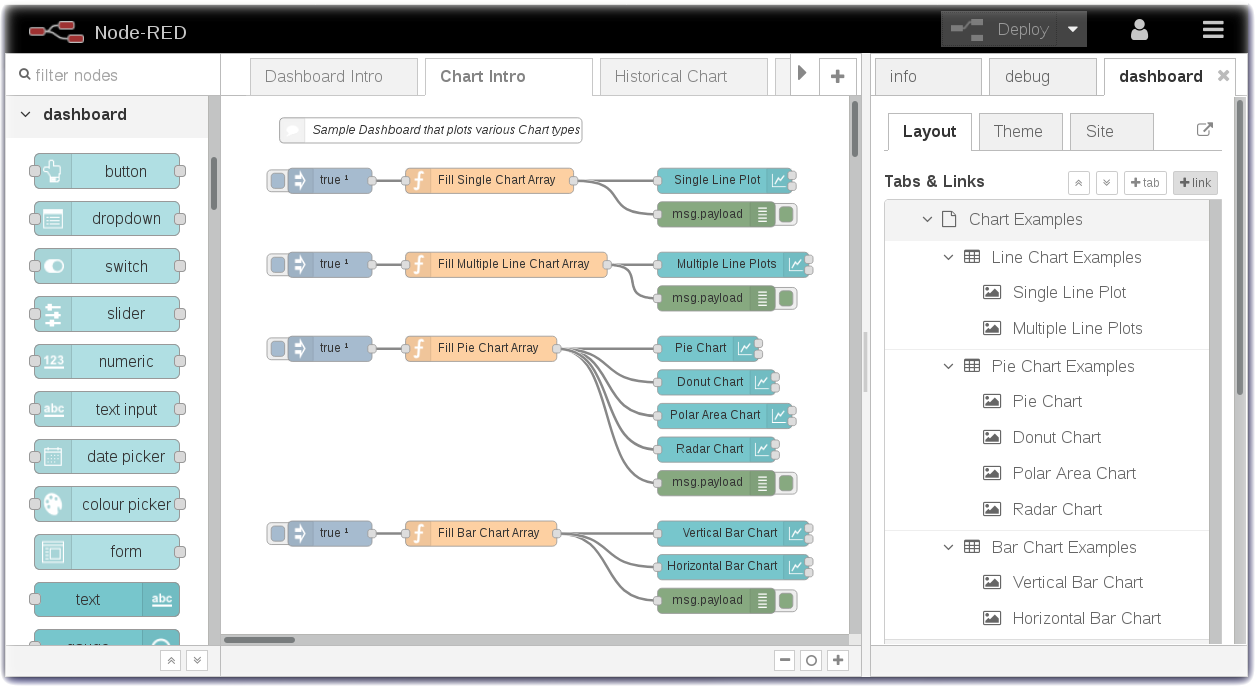 Node-RED
Deploy
filter nodes
Dashboard Intro
Chart Intro
Historical Chart
info
debug
dashboard
dashboard
button
dropdown
switch
slider
123
numeric
abc
text input
date picker
colour picker
form
text
abc
Sample Dashboard that plots various Chart types
true ¹
Fill Single Chart Array
Single Line Plot
msg.payload
true ¹
Fill Multiple Line Chart Array
Multiple Line Plots
msg.payload
true ¹
Fill Pie Chart Array
Pie Chart
Donut Chart
Polar Area Chart
Radar Chart
msg.payload
true ¹
Fill Bar Chart Array
Vertical Bar Chart
Horizontal Bar Chart
msg.payload
Layout
Theme
Site
Tabs & Links
+ tab
+ link
Chart Examples
Line Chart Examples
Single Line Plot
Multiple Line Plots
Pie Chart Examples
Pie Chart
Donut Chart
Polar Area Chart
Radar Chart
Bar Chart Examples
Vertical Bar Chart
Horizontal Bar Chart